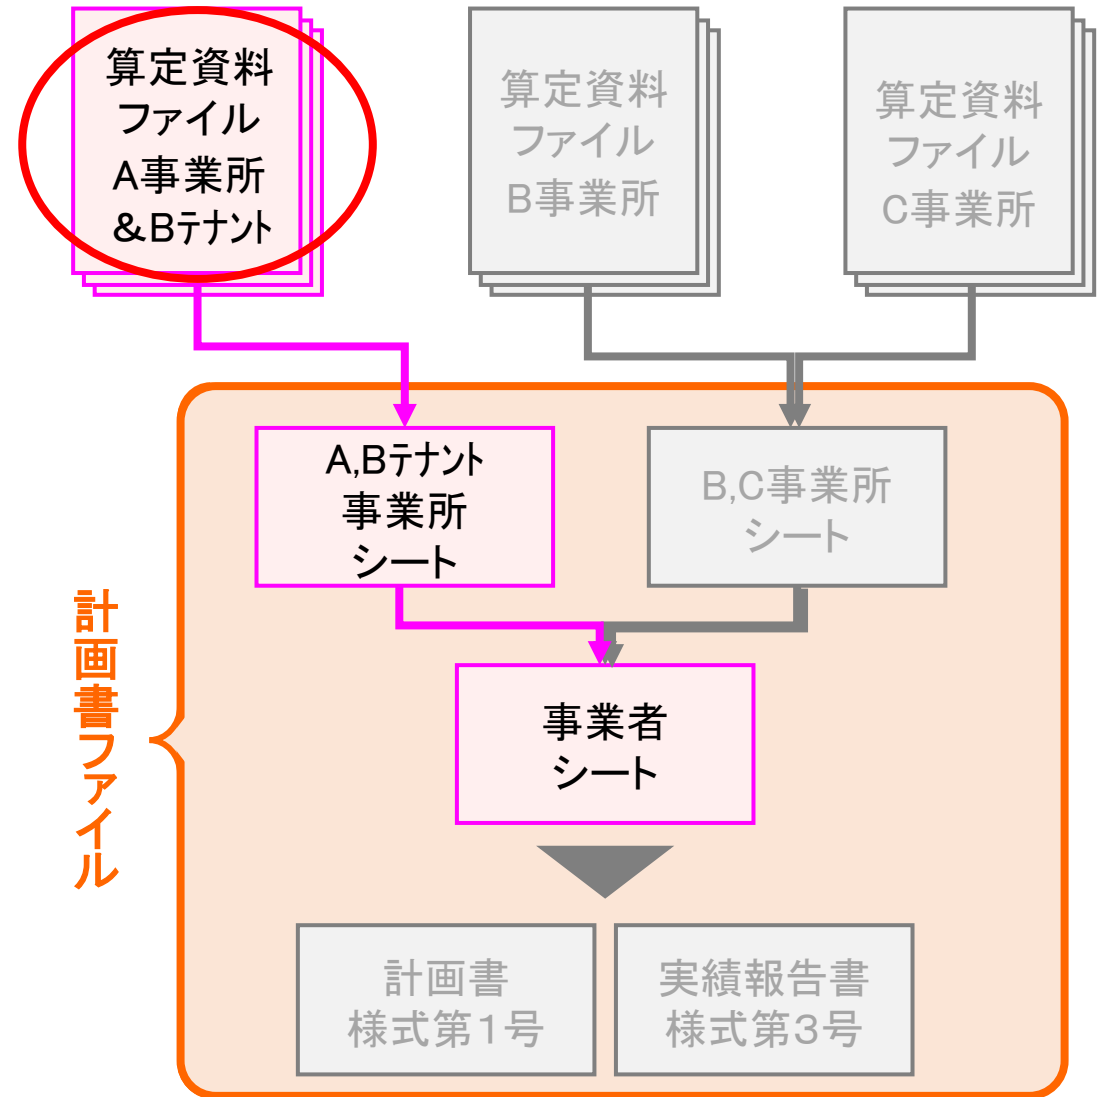 算定資料
ファイル
A事業所
&Bテナント
算定資料
ファイル
B事業所
算定資料
ファイル
C事業所
A,Bテナント
事業所
シート
B,C事業所
シート
計画書ファイル
事業者
シート
計画書
様式第1号
実績報告書
様式第3号